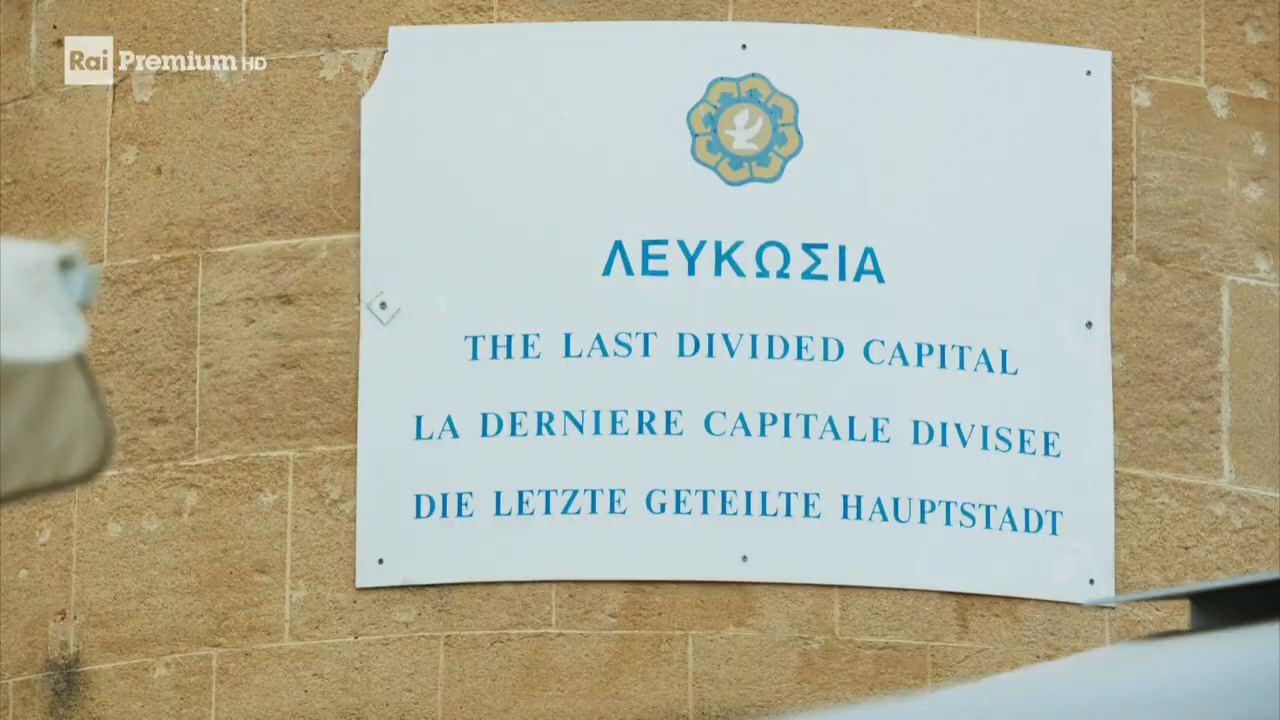 Rai Premium HD
ΛΕΥΚΩΣΙΑ
THE LAST DIVIDED CAPITAL
LA DERNIERE CAPITALE DIVISEE
DIE LETZTE GETEILTE HAUPTSTADT